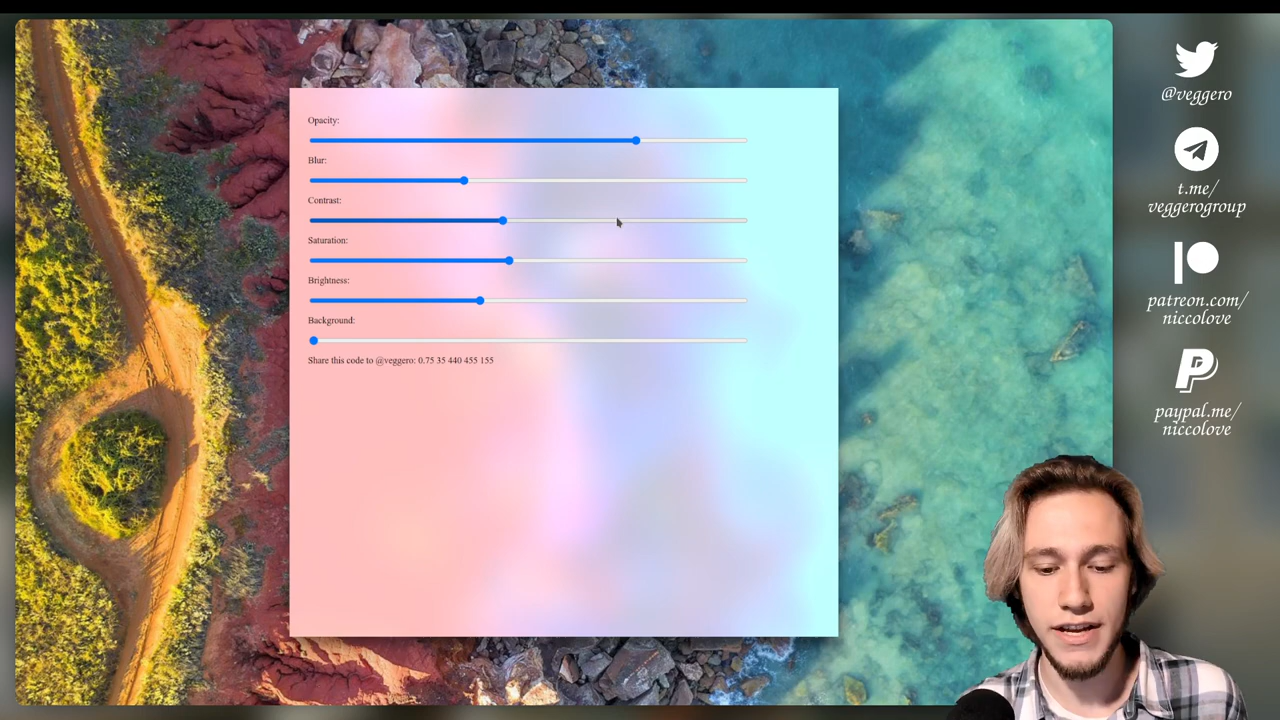 Opacity:
Blur:
Contrast:
Saturation:
Brightness:
Background:
Share this code to @veggero: 0.75 35 440 455 155
@veggero
t.me/
veggerogroup
patreon.com/
niccolove
paypal.me/
niccolove